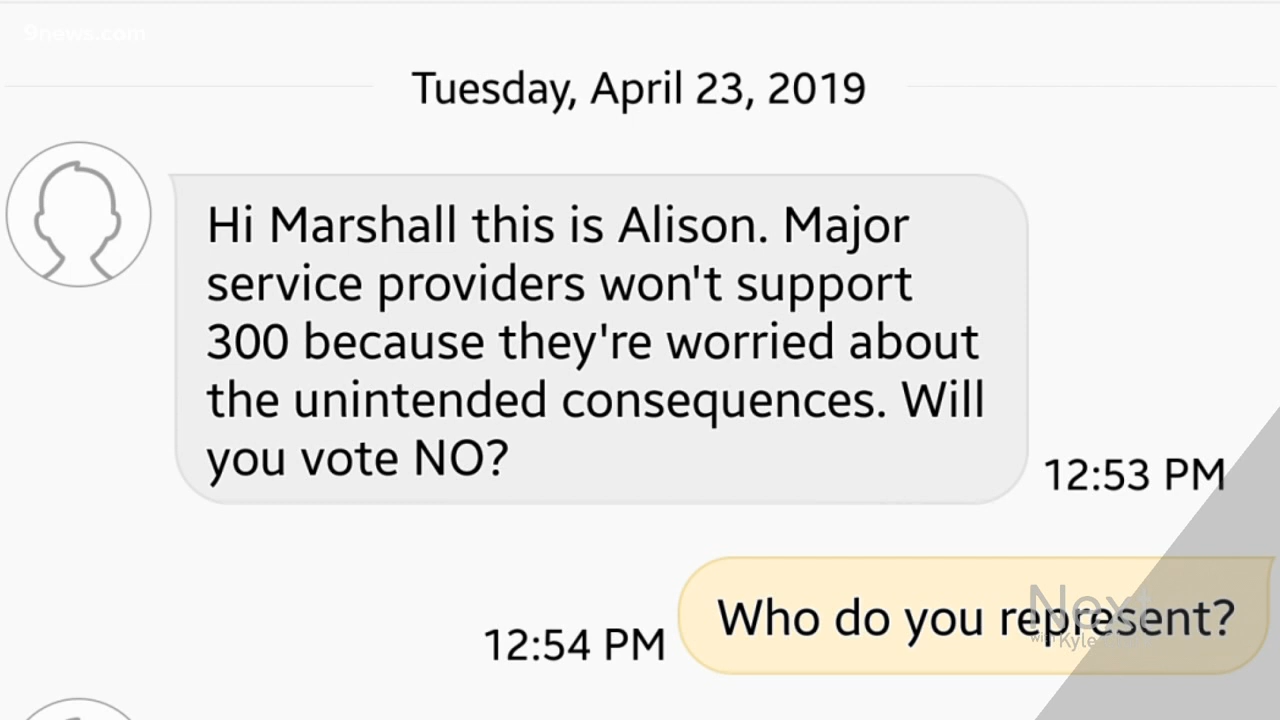 9news.com
Tuesday, April 23, 2019
Hi Marshall this is Alison. Major
service providers won't support
300 because they're worried about
the unintended consequences. Will
you vote NO?
12:53 PM
Who do you represent?
12:54 PM
Next
with Kyle